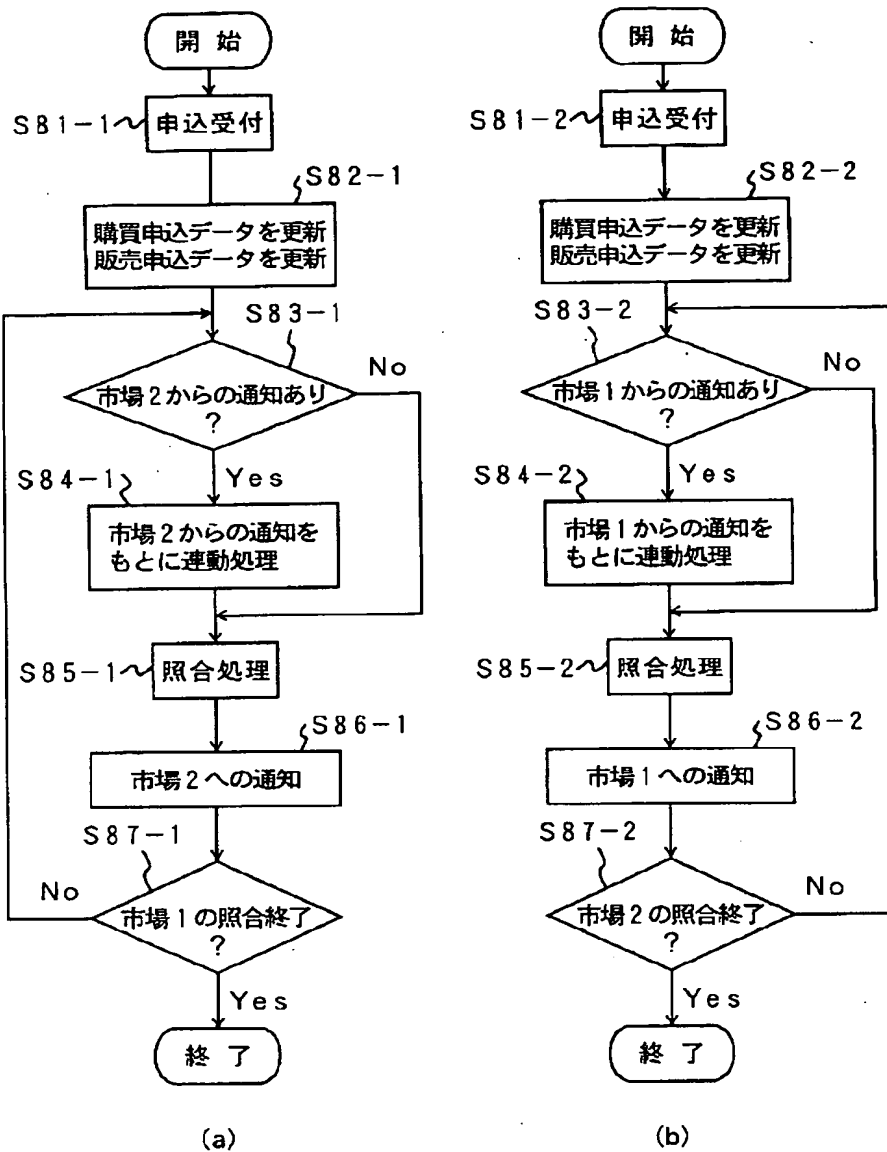 開始
S81-1
申込受付
S82-1
購買申込データを更新
販売申込データを更新
S83-1
市場2からの通知あり
?
No
Yes
S84-1
市場2からの通知を
もとに連動処理
S85-1
照合処理
S86-1
市場2への通知
S87-1
No
市場1の照合終了
?
Yes
終了
(a)
開始
S81-2
申込受付
S82-2
購買申込データを更新
販売申込データを更新
S83-2
市場1からの通知あり
?
No
Yes
S84-2
市場1からの通知を
もとに連動処理
S85-2
照合処理
S86-2
市場1への通知
S87-2
No
市場2の照合終了
?
Yes
終了
(b)